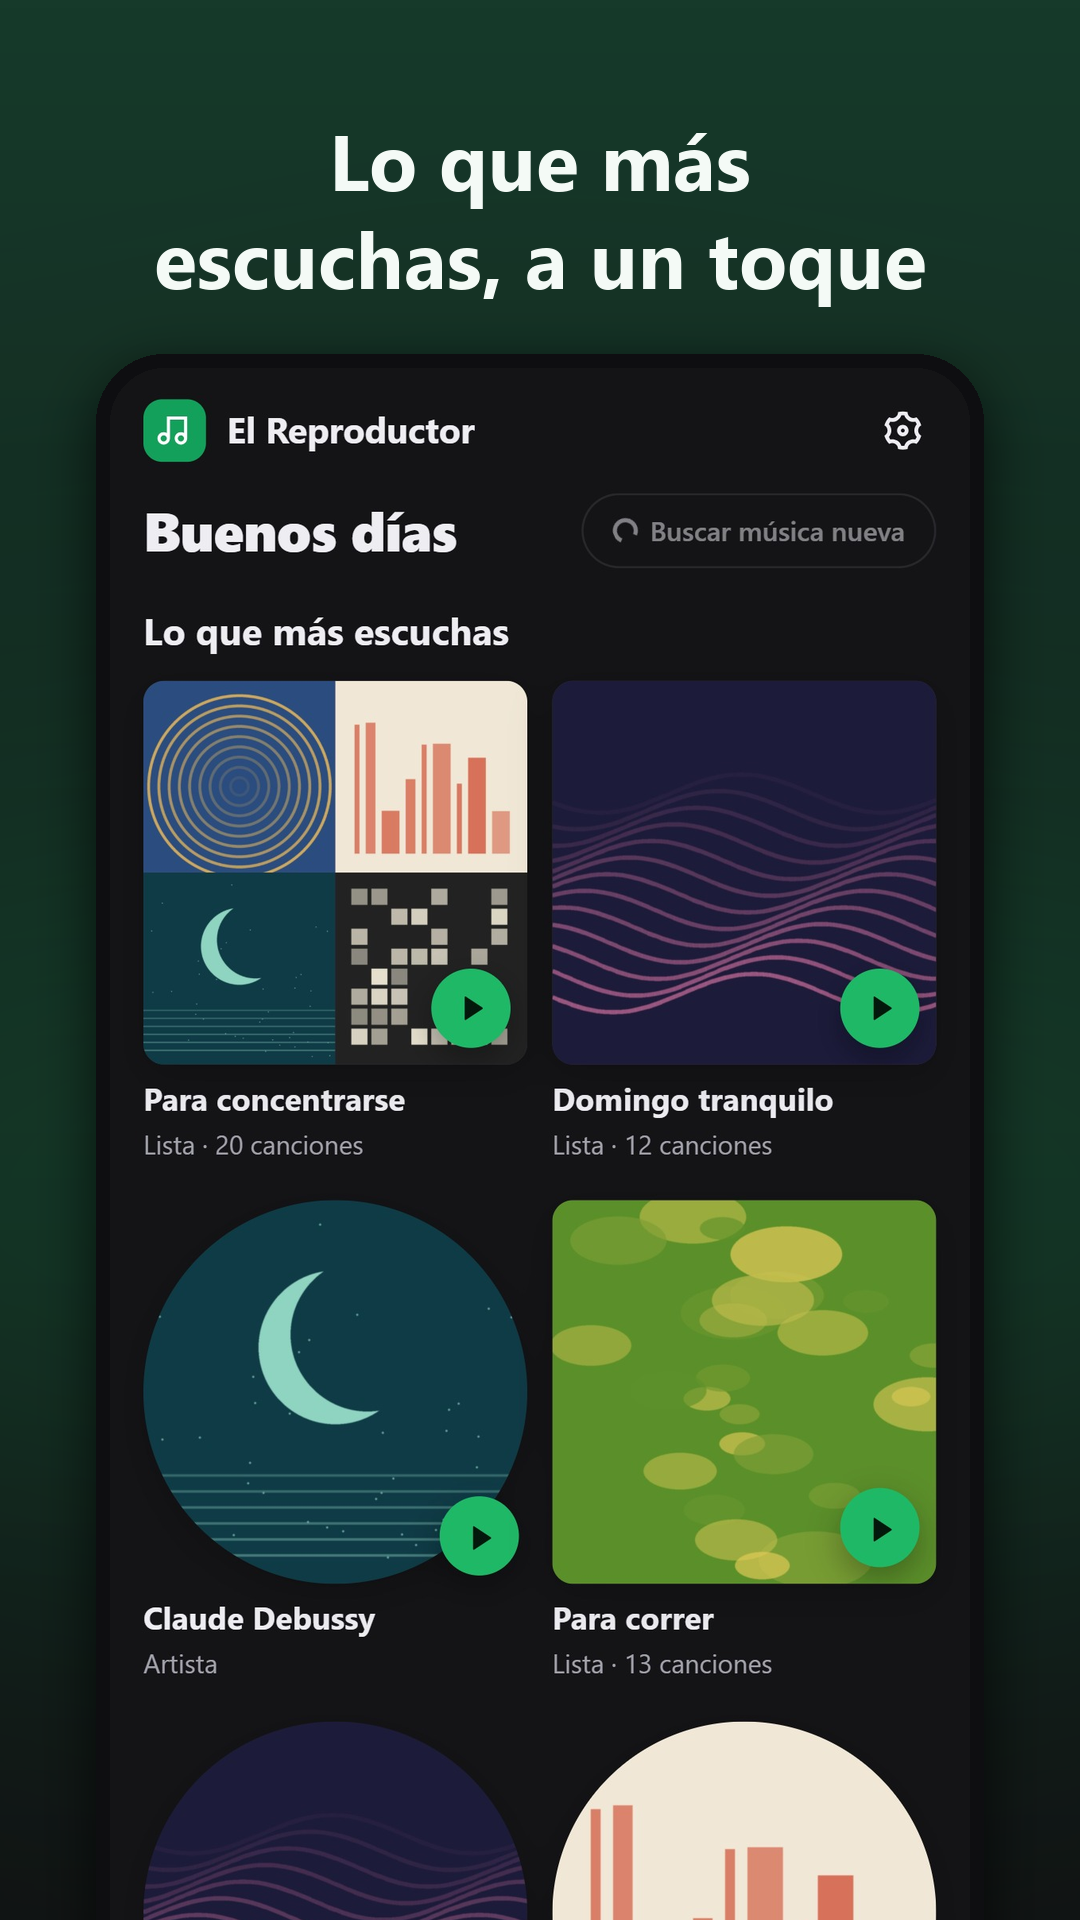 Lo que más
escuchas, a un toque
El Reproductor
Buenos días
Buscar música nueva
Lo que más escuchas
Para concentrarse
Lista · 20 canciones
Domingo tranquilo
Lista · 12 canciones
Claude Debussy
Artista
Para correr
Lista · 13 canciones